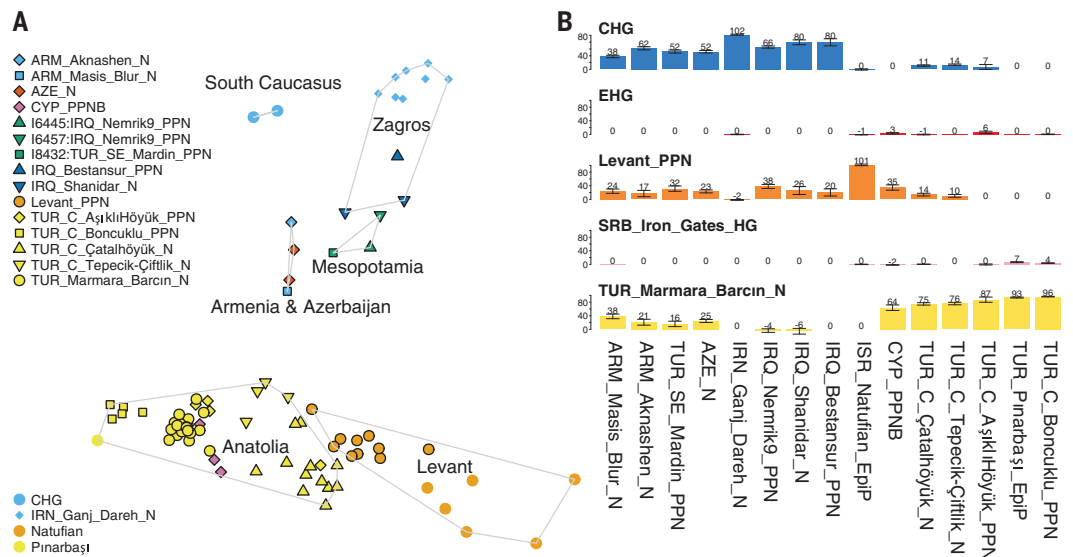 A
ARM_Aknashen_N
ARM_Masis_Blur_N
AZE_N
CYP_PPNB
I6445:IRQ_Nemrik9_PPN
I6457:IRQ_Nemrik9_PPN
I8432:TUR_SE_Mardin_PPN
IRQ_Bestansur_PPN
IRQ_Shanidar_N
Levant_PPN
TUR_C_AşıklıHöyük_PPN
TUR_C_Boncuklu_PPN
TUR_C_Çatalhöyük_N
TUR_C_Tepecik-Çiftlik_N
TUR_Marmara_Barcın_N
South Caucasus
Zagros
Mesopotamia
Armenia & Azerbaijan
Anatolia
Levant
CHG
IRN_Ganj_Dareh_N
Natufian
Pınarbaşı
B
CHG
80
40
0
38 62 52 52 102 66 80 80 0 0 11 14 7 0 0
EHG
80
40
0
0 0 0 0 0 0 0 0 -1 3 -1 0 6 0 0
Levant_PPN
80
40
0
24 17 32 23 -2 38 26 20 101 35 14 10 0 0 0
SRB_Iron_Gates_HG
80
40
0
0 0 0 0 0 0 0 0 0 -2 0 0 0 7 4
TUR_Marmara_Barcın_N
80
40
0
38 21 16 25 0 -4 -6 0 0 64 75 76 87 93 96
ARM_Masis_Blur_N
ARM_Aknashen_N
TUR_SE_Mardin_PPN
AZE_N
IRN_Ganj_Dareh_N
IRQ_Nemrik9_PPN
IRQ_Shanidar_N
IRQ_Bestansur_PPN
ISR_Natufian_EpiP
CYP_PPNB
TUR_C_Çatalhöyük_N
TUR_C_Tepecik-Çiftlik_N
TUR_C_AşıklıHöyük_PPN
TUR_Pınarbaşı_EpiP
TUR_C_Boncuklu_PPN